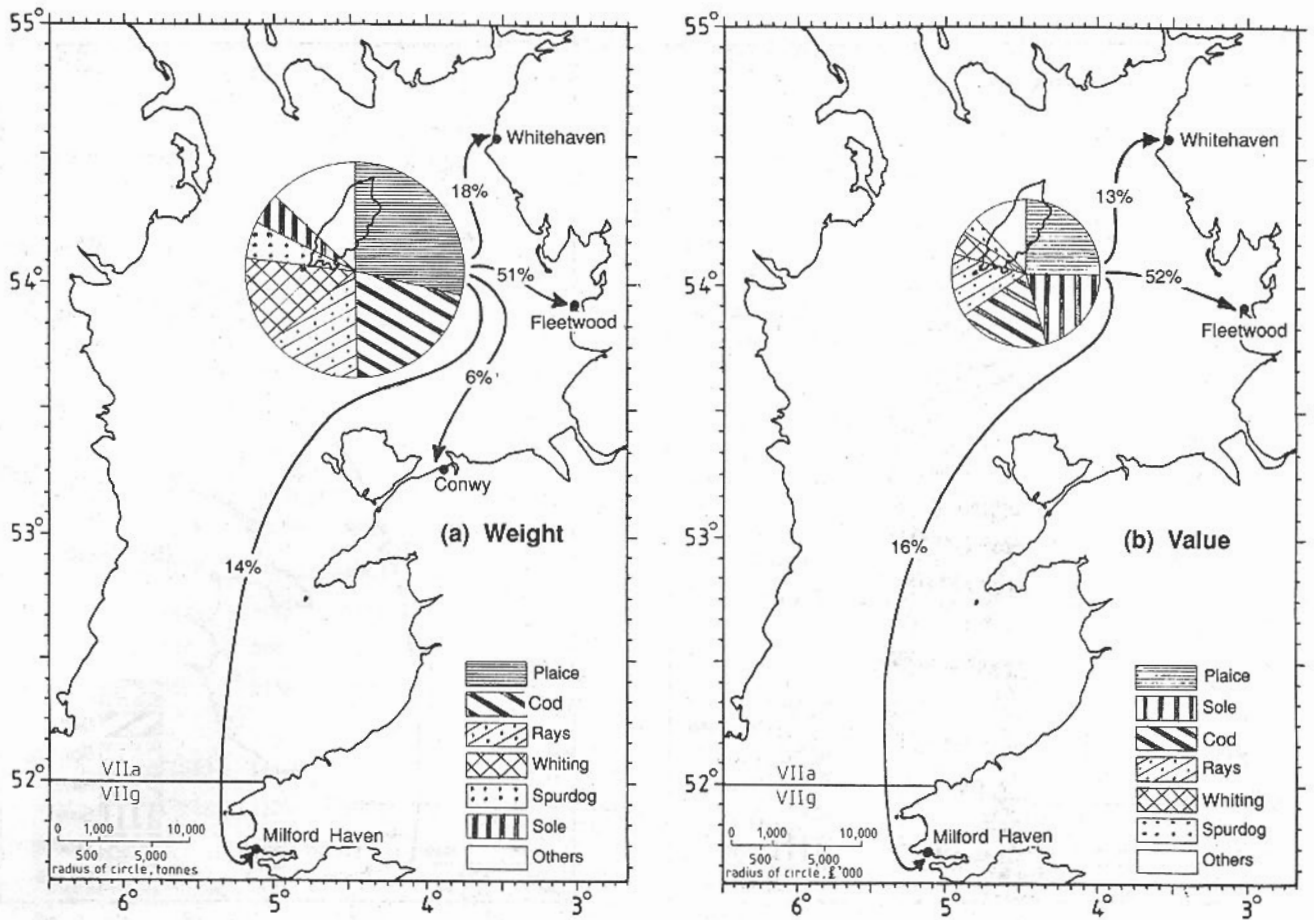 55°
54°
53°
52°
6°
5°
4°
3°
Whitehaven
18%
51%
Fleetwood
6%
Conwy
(a) Weight
14%
Plaice
Cod
Rays
Whiting
Spurdog
Sole
Others
VIIa
VIIg
0 1,000 10,000
500 5,000
radius of circle, tonnes
Milford Haven
55°
54°
53°
52°
6°
5°
4°
3°
Whitehaven
13%
52%
Fleetwood
16%
(b) Value
Plaice
Sole
Cod
Rays
Whiting
Spurdog
Others
VIIa
VIIg
0 1,000 10,000
500 5,000
radius of circle, £'000
Milford Haven